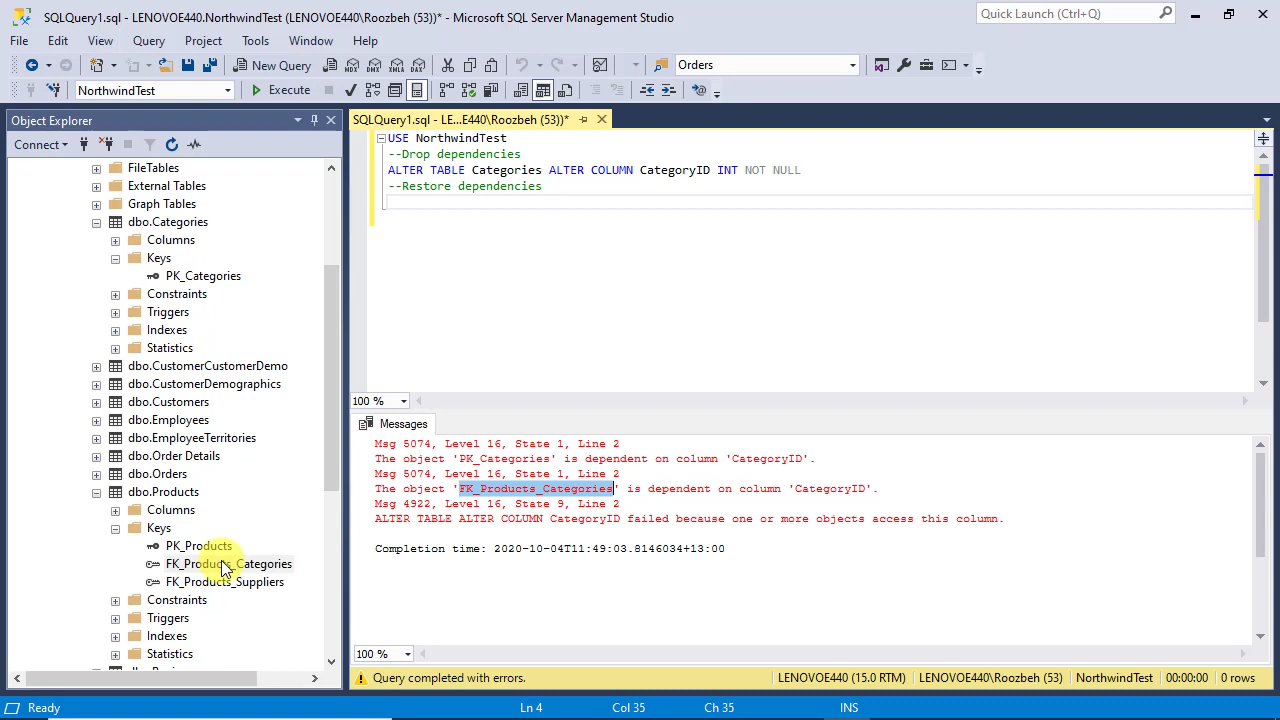 SQLQuery1.sql - LENOVOE440.NorthwindTest (LENOVOE440\Roozbeh (53))* - Microsoft SQL Server Management Studio
Quick Launch (Ctrl+Q)
File Edit View Query Project Tools Window Help
New Query
MDX DMX XMLA DAX
Orders
NorthwindTest
Execute
Object Explorer
SQLQuery1.sql - LE...E440\Roozbeh (53))*
Connect
FileTables
External Tables
Graph Tables
dbo.Categories
Columns
Keys
PK_Categories
Constraints
Triggers
Indexes
Statistics
dbo.CustomerCustomerDemo
dbo.CustomerDemographics
dbo.Customers
dbo.Employees
dbo.EmployeeTerritories
dbo.Order Details
dbo.Orders
dbo.Products
Columns
Keys
PK_Products
FK_Products_Categories
FK_Products_Suppliers
Constraints
Triggers
Indexes
Statistics
USE NorthwindTest
--Drop dependencies
ALTER TABLE Categories ALTER COLUMN CategoryID INT NOT NULL
--Restore dependencies
100 %
Messages
Msg 5074, Level 16, State 1, Line 2
The object 'PK_Categories' is dependent on column 'CategoryID'.
Msg 5074, Level 16, State 1, Line 2
The object 'FK_Products_Categories' is dependent on column 'CategoryID'.
Msg 4922, Level 16, State 9, Line 2
ALTER TABLE ALTER COLUMN CategoryID failed because one or more objects access this column.
Completion time: 2020-10-04T11:49:03.8146034+13:00
100 %
Query completed with errors.
LENOVOE440 (15.0 RTM)
LENOVOE440\Roozbeh (53)
NorthwindTest
00:00:00
0 rows
Ready
Ln 4
Col 35
Ch 35
INS